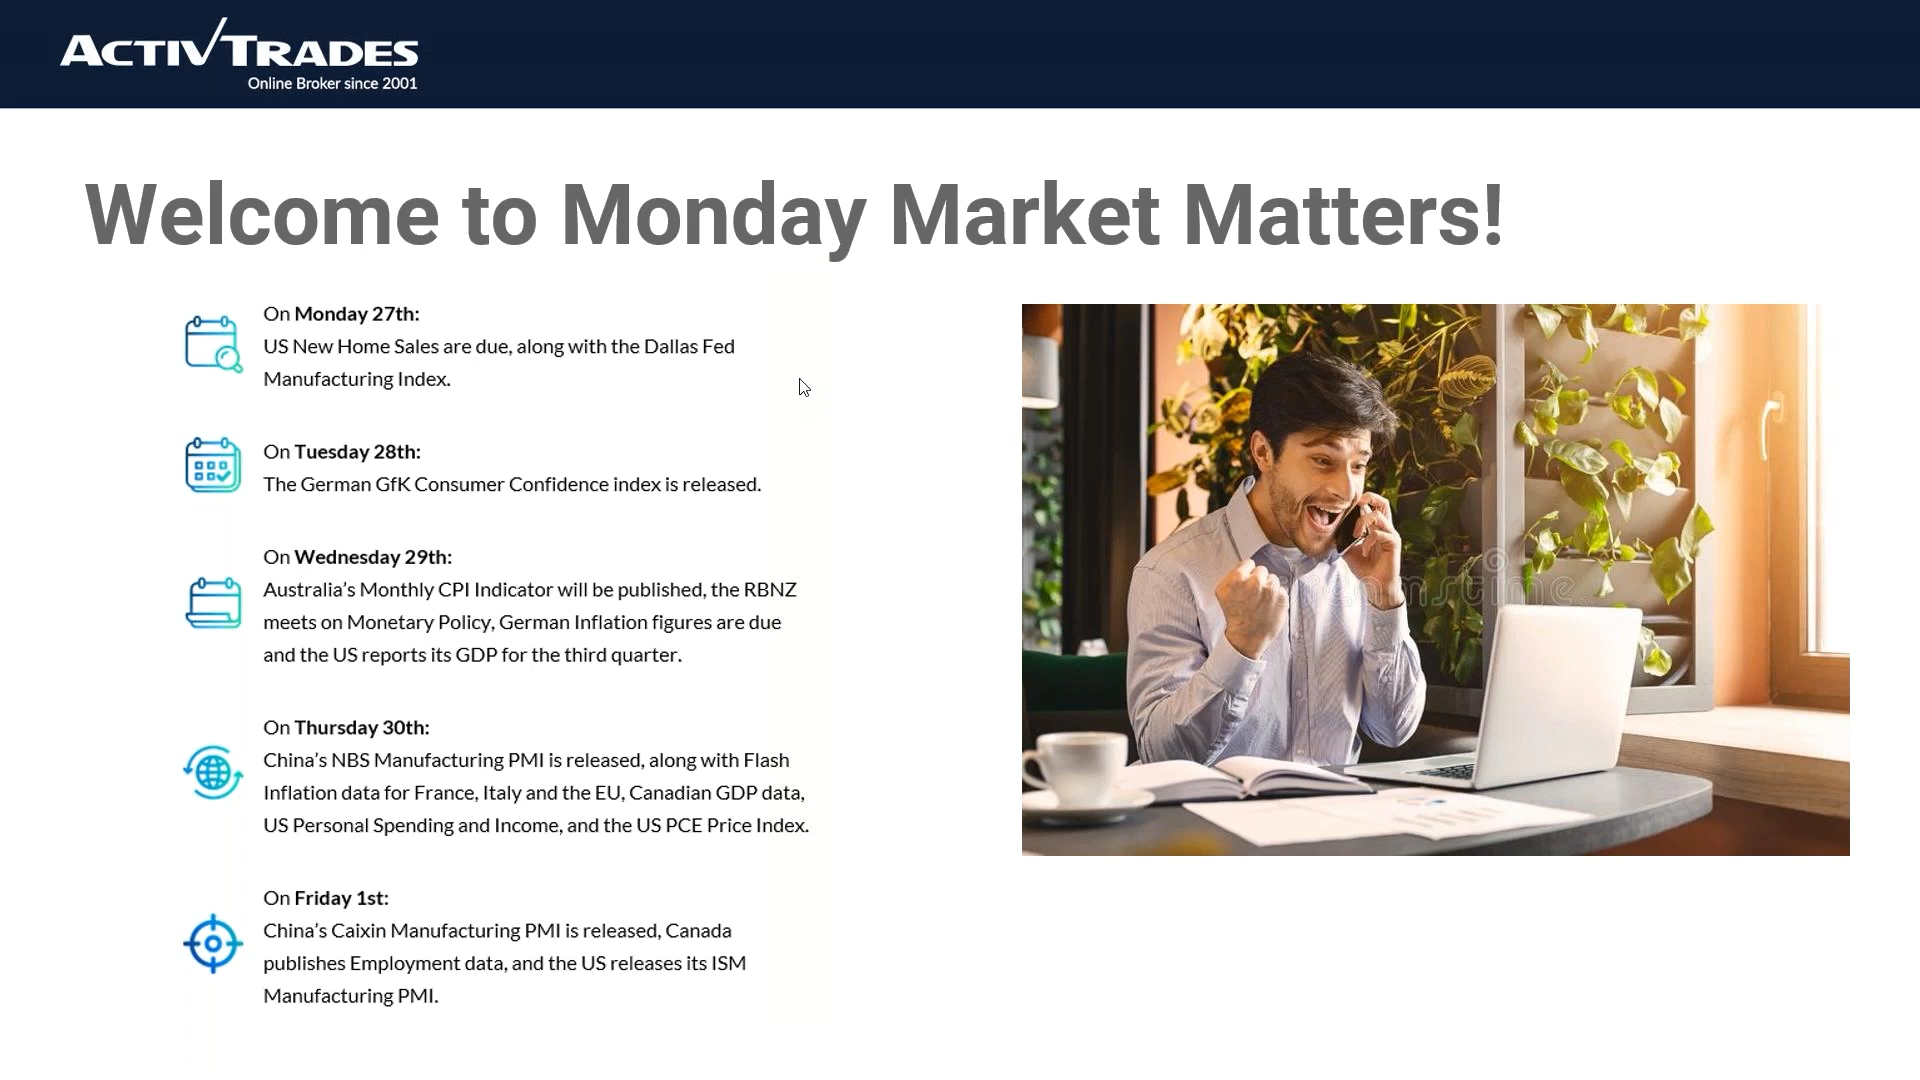 ACTIVTRADES
Online Broker since 2001
Welcome to Monday Market Matters!
On Monday 27th:
US New Home Sales are due, along with the Dallas Fed
Manufacturing Index.
On Tuesday 28th:
The German GfK Consumer Confidence index is released.
On Wednesday 29th:
Australia’s Monthly CPI Indicator will be published, the RBNZ
meets on Monetary Policy, German Inflation figures are due
and the US reports its GDP for the third quarter.
On Thursday 30th:
China’s NBS Manufacturing PMI is released, along with Flash
Inflation data for France, Italy and the EU, Canadian GDP data,
US Personal Spending and Income, and the US PCE Price Index.
On Friday 1st:
China’s Caixin Manufacturing PMI is released, Canada
publishes Employment data, and the US releases its ISM
Manufacturing PMI.